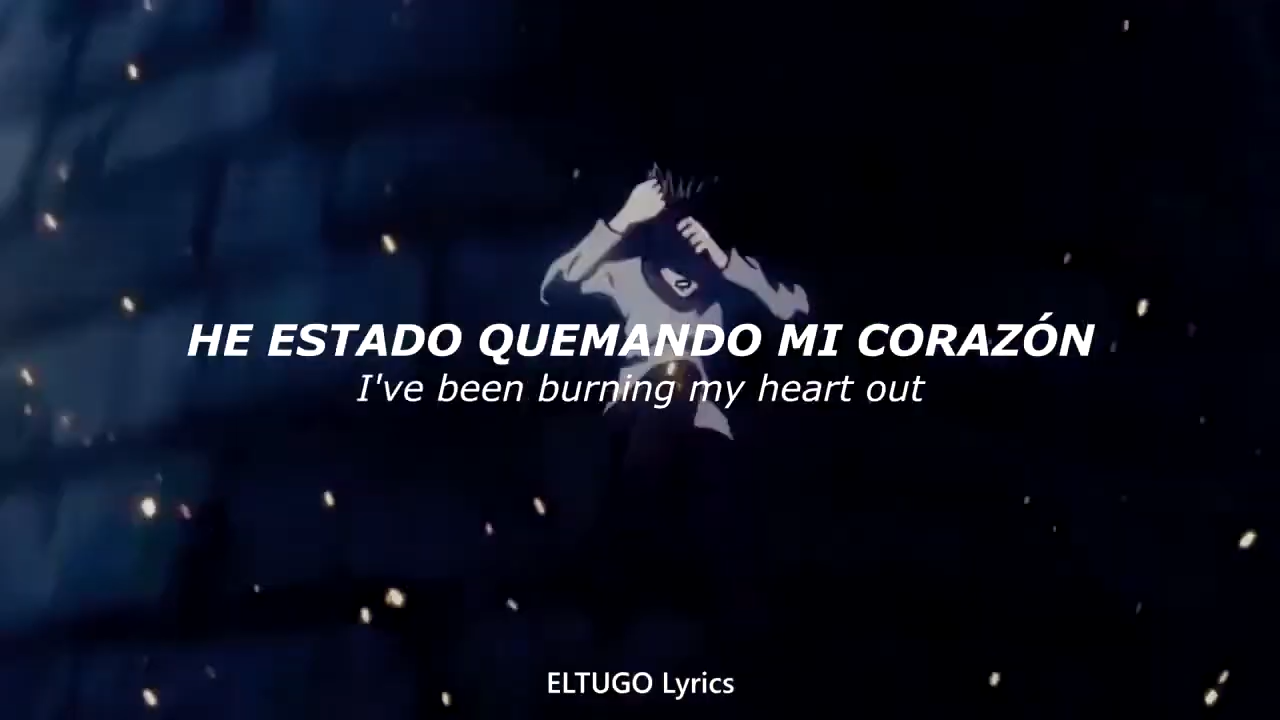 HE ESTADO QUEMANDO MI CORAZÓN
I've been burning my heart out
ELTUGO Lyrics